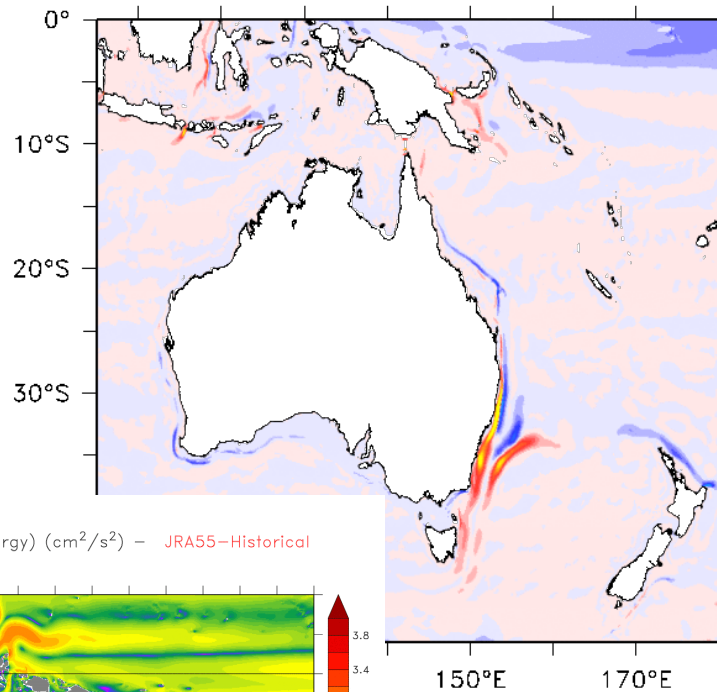 0°
10°S
20°S
30°S
rgy) (cm²/s²) – JRA55–Historical
3.8
3.4
150°E
170°E